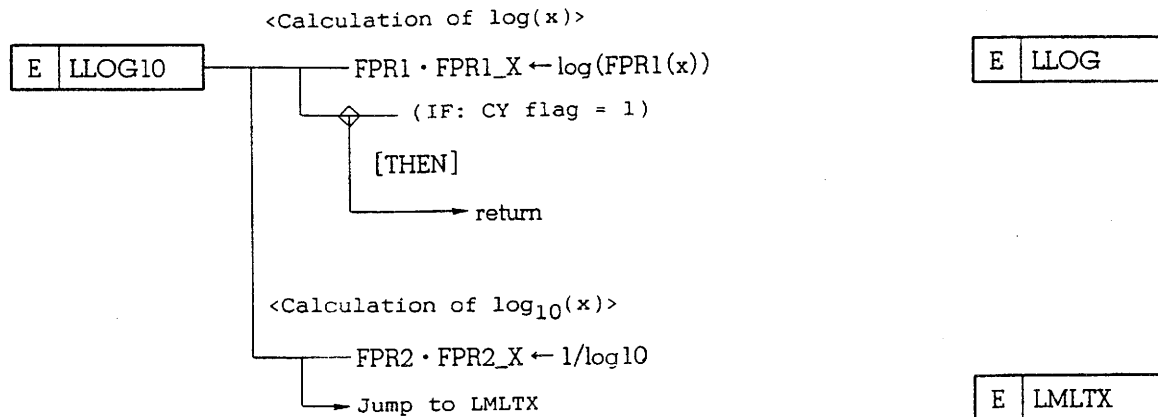 <Calculation of log(x)>
E LLOG10
FPR1・FPR1_X ← log(FPR1(x))
E LLOG
(IF: CY flag = 1)
[THEN]
return
<Calculation of log10(x)>
FPR2・FPR2_X ← 1/log10
Jump to LMLTX
E LMLTX